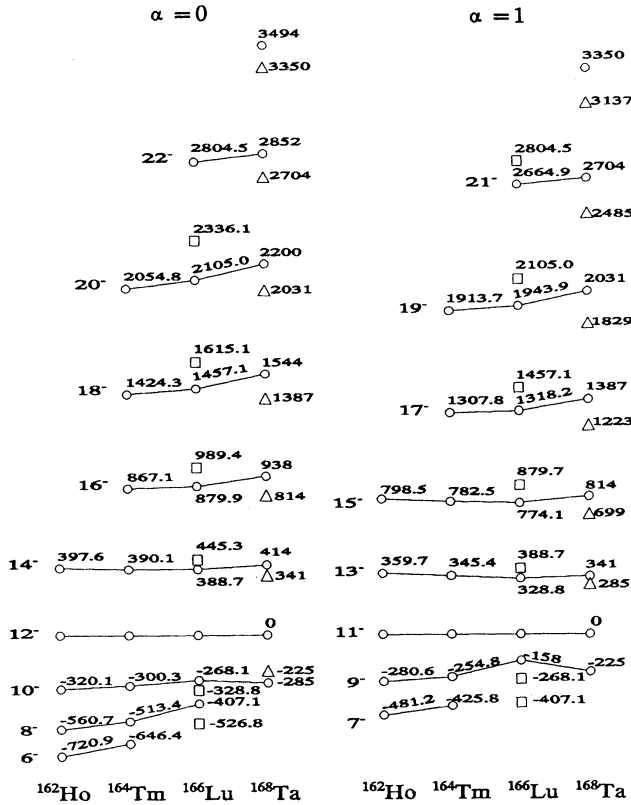 α = 0
3494
3350
22⁻ 2804.5 2852
2704
2336.1
20⁻ 2054.8 2105.0 2200
2031
1615.1
18⁻ 1424.3 1457.1 1544
1387
989.4
16⁻ 867.1 879.9 938
814
445.3
14⁻ 397.6 390.1 388.7 414
341
12⁻ 0
10⁻ -320.1 -300.3 -268.1 -225
-328.8 -285
8⁻ -560.7 -513.4 -407.1
-526.8
6⁻ -720.9 -646.4
¹⁶²Ho ¹⁶⁴Tm ¹⁶⁶Lu ¹⁶⁸Ta
α = 1
3350
3137
2804.5
21⁻ 2664.9 2704
2485
2105.0
19⁻ 1913.7 1943.9 2031
1829
1457.1
17⁻ 1307.8 1318.2 1387
1223
879.7
15⁻ 798.5 782.5 774.1 814
699
388.7
13⁻ 359.7 345.4 328.8 341
285
11⁻ 0
9⁻ -280.6 -254.8 -158 -225
-268.1
7⁻ -481.2 -425.8 -407.1
¹⁶²Ho ¹⁶⁴Tm ¹⁶⁶Lu ¹⁶⁸Ta